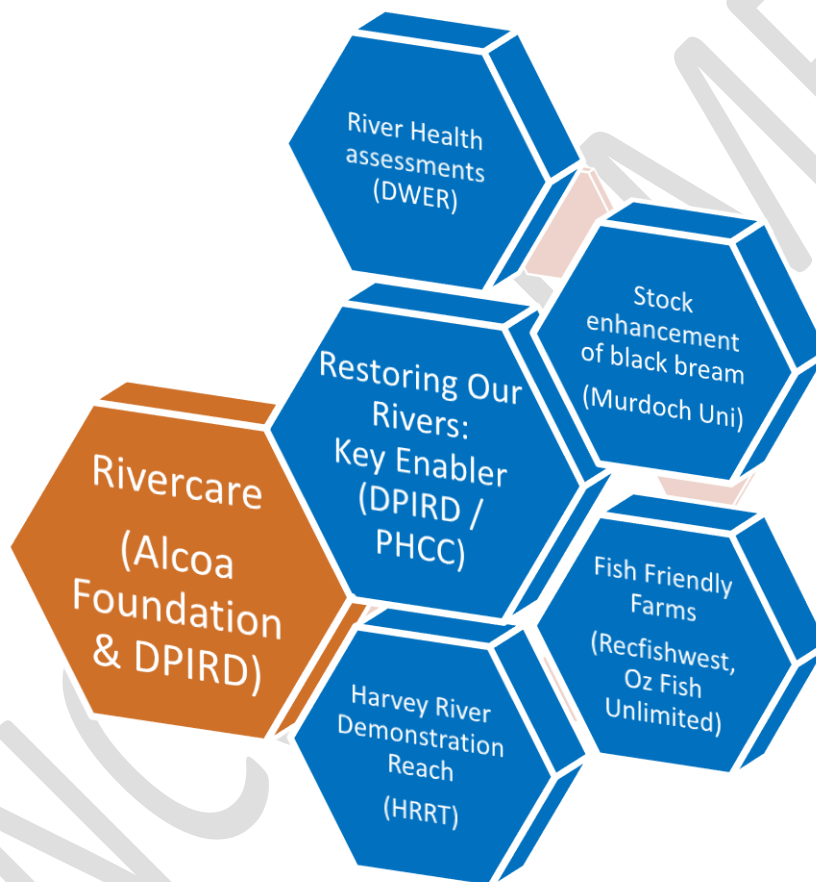 River Health
assessments
(DWER)
Stock
enhancement
of black bream
(Murdoch Uni)
Restoring Our
Rivers:
Key Enabler
(DPIRD /
PHCC)
Rivercare
(Alcoa
Foundation
& DPIRD)
Fish Friendly
Farms
(Recfishwest,
Oz Fish
Unlimited)
Harvey River
Demonstration
Reach
(HRRT)